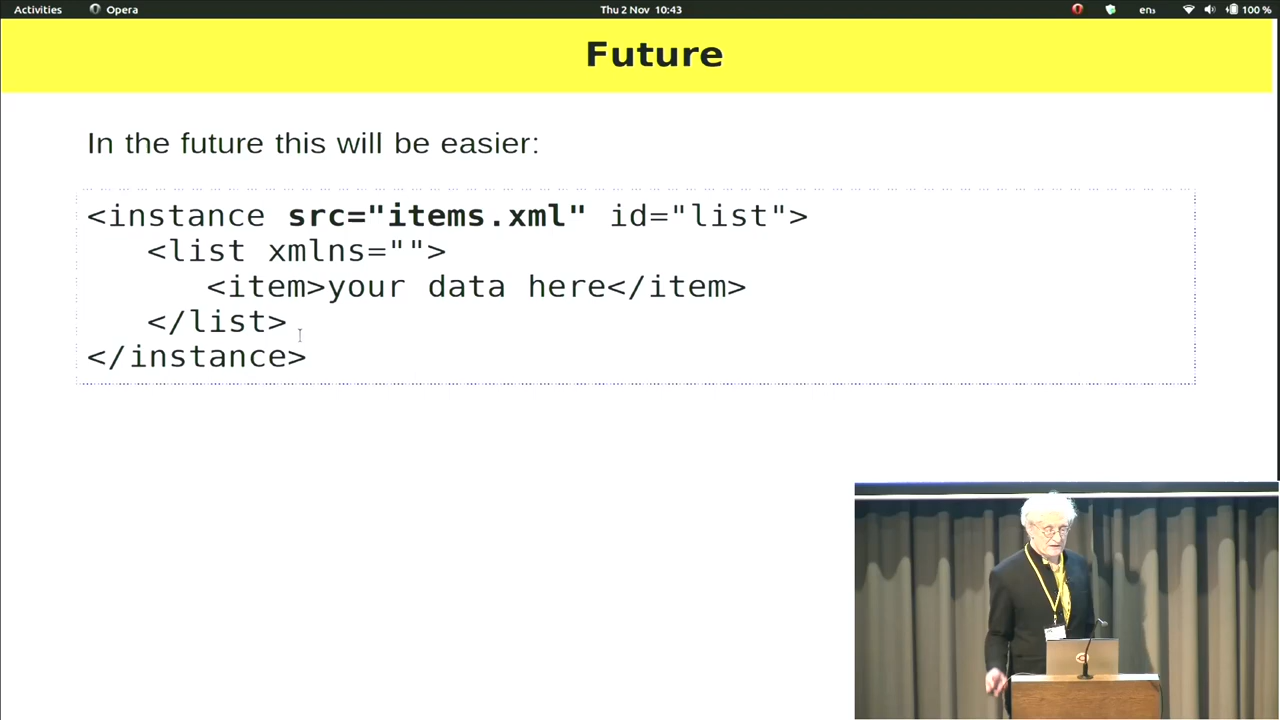 Activities Opera Thu 2 Nov 10:43 en₃ 100 %
Future
In the future this will be easier:
<instance src="items.xml" id="list">
<list xmlns="">
<item>your data here</item>
</list>
</instance>